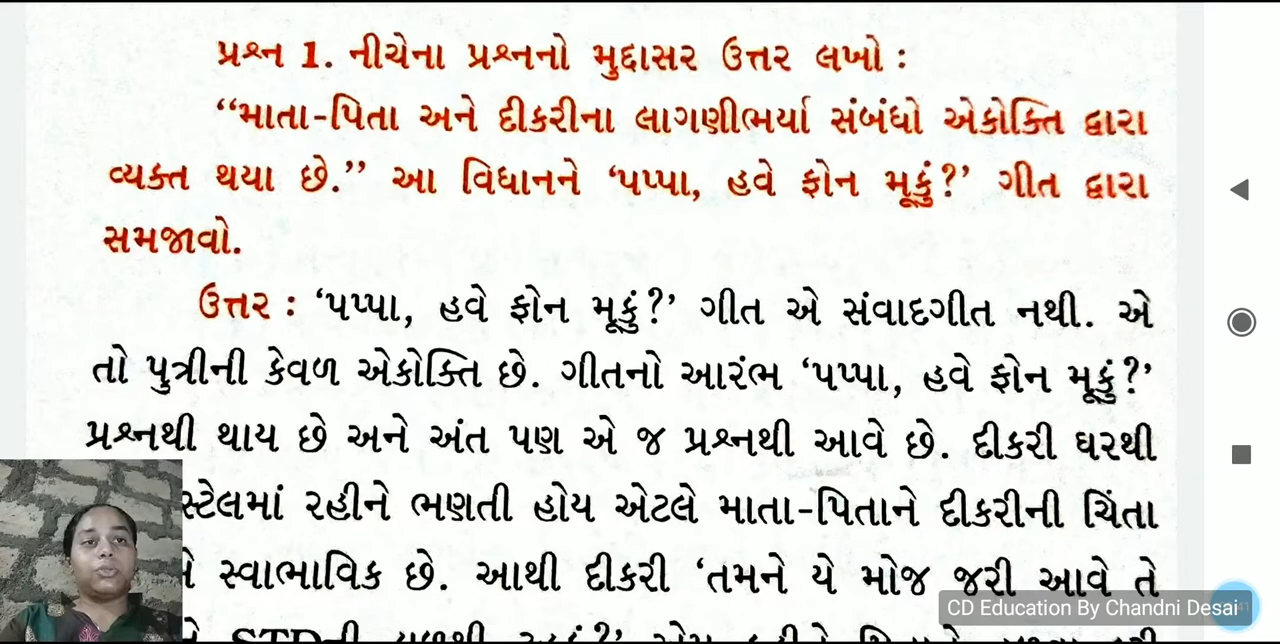 પ્રશ્ન 1. નીચેના પ્રશ્નનો મુદ્દાસર ઉત્તર લખો :
“માતા-પિતા અને દીકરીના લાગણીભર્યા સંબંધો એકોક્તિ દ્વારા
વ્યક્ત થયા છે.” આ વિધાનને ‘પપ્પા, હવે ફોન મૂકું?’ ગીત દ્વારા
સમજાવો.
ઉત્તર : ‘પપ્પા, હવે ફોન મૂકું?’ ગીત એ સંવાદગીત નથી. એ
તો પુત્રીની કેવળ એકોક્તિ છે. ગીતનો આરંભ ‘પપ્પા, હવે ફોન મૂકું?’
પ્રશ્નથી થાય છે અને અંત પણ એ જ પ્રશ્નથી આવે છે. દીકરી ઘરથી
સ્ટેલમાં રહીને ભણતી હોય એટલે માતા-પિતાને દીકરીની ચિંતા
સ્વાભાવિક છે. આથી દીકરી ‘તમને યે મોજ જરી આવે તે
CD Education By Chandni Desai